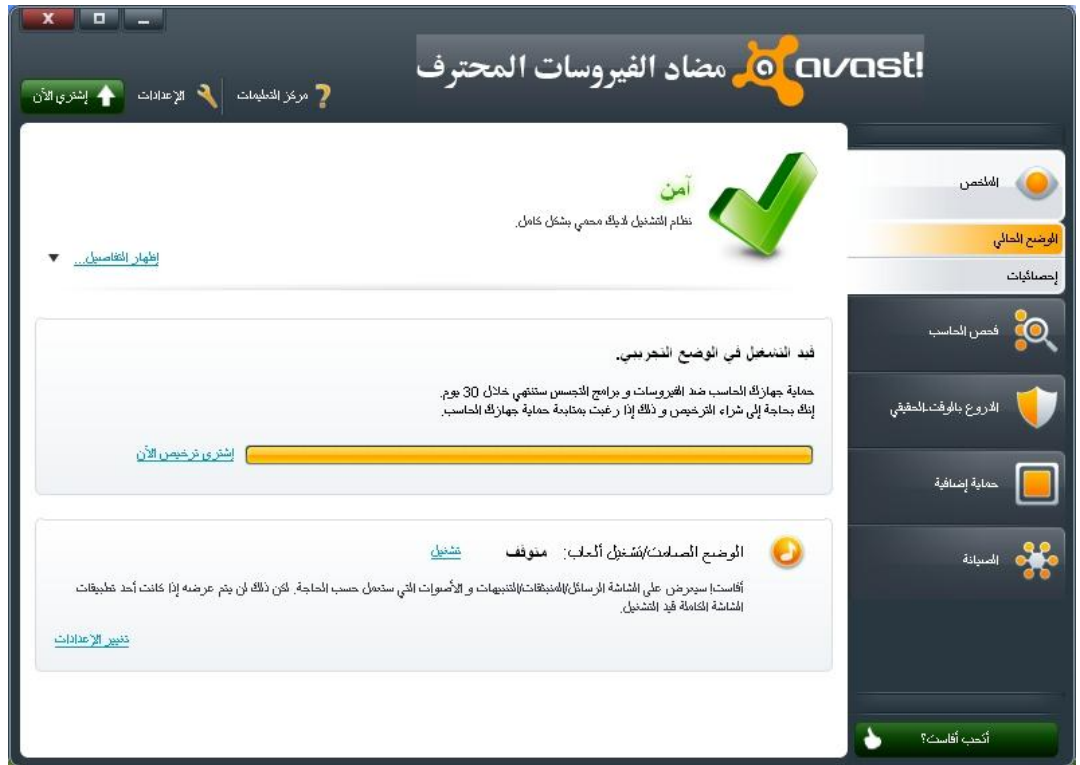 avast! مضاد الفيروسات المحترف
مركز التعليمات
الإعدادات
إشتري الآن
الملخص
الوضع الحالي
إحصائيات
فحص الحاسب
الدروع بالوقت الحقيقي
حماية إضافية
الصيانة
أتحب أفاست؟
آمن
نظام التشغيل لديك محمي بشكل كامل.
إظهار التفاصيل...
قيد التشغيل في الوضع التجريبي.
حماية جهازك الحاسب ضد الفيروسات و برامج التجسس ستنتهي خلال 30 يوم.
إنك بحاجة إلى شراء الترخيص و ذلك إذا رغبت بمتابعة حماية جهازك الحاسب.
إشتري ترخيص الآن
الوضع الصامت/تشغيل ألعاب: متوقف تشغيل
أفاست! سيعرض على الشاشة الرسائل/المنبثقات/التنبيهات و الأصوات التي ستعمل حسب الحاجة. لكن ذلك لن يتم عرضه إذا كانت أحد تطبيقات
الشاشة الكاملة قيد التشغيل.
تغيير الإعدادات